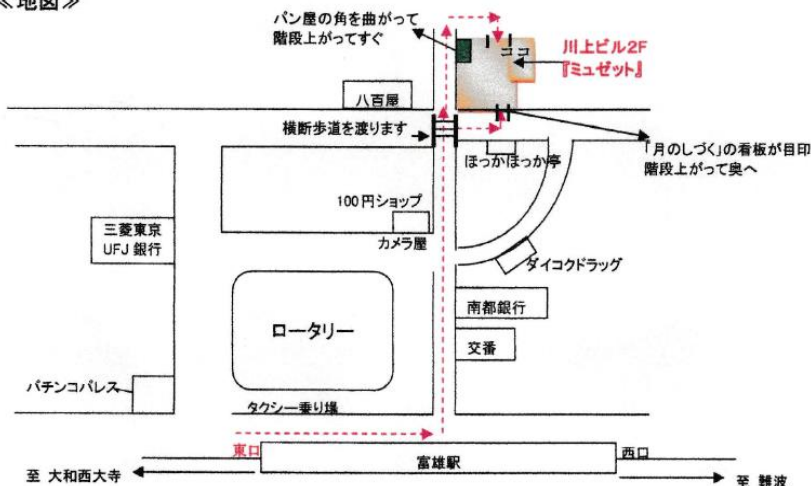 ≪地図≫
パン屋の角を曲がって
階段上がってすぐ
ココ
川上ビル2F
『ミュゼット』
八百屋
横断歩道を渡ります
ほっかほっか亭
「月のしづく」の看板が目印
階段上がって奥へ
100円ショップ
カメラ屋
三菱東京
UFJ 銀行
ダイコクドラッグ
南都銀行
ロータリー
交番
パチンコパレス
タクシー乗り場
東口
富雄駅
西口
至 大和西大寺
至 難波